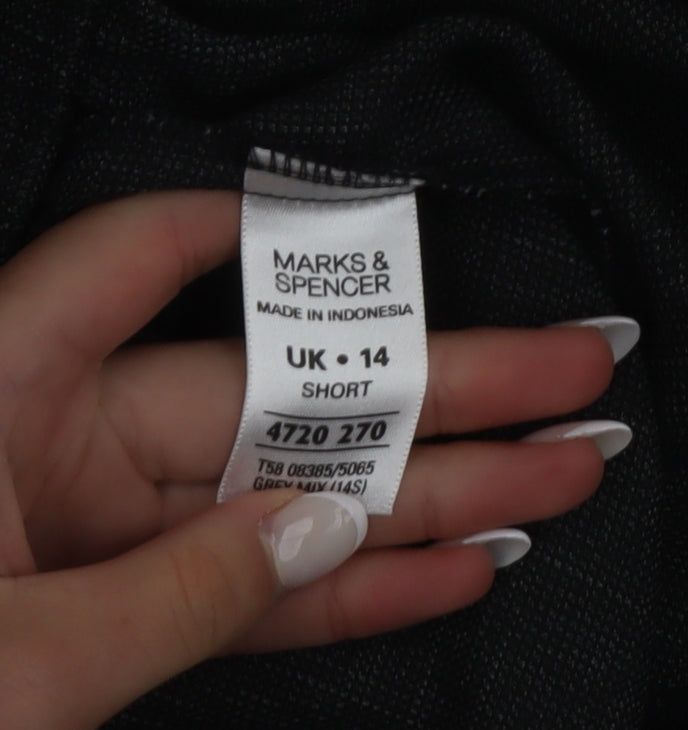 MARKS &
SPENCER
MADE IN INDONESIA
UK • 14
SHORT
4720 270
T58 08385/5065
GREY MIX (14S)